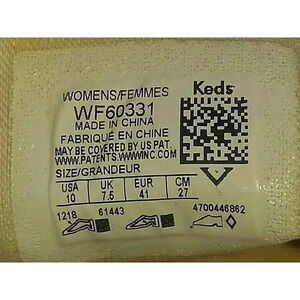 WOMENS/FEMMES
Keds
WF60331
MADE IN CHINA
FABRIQUÉ EN CHINE
MAY BE COVERED BY US PAT.
WWW.PATENTS.WWWINC.COM
SIZE/GRANDEUR
USA UK EUR CM
10 7.5 41 27
1218 61443 4700446862